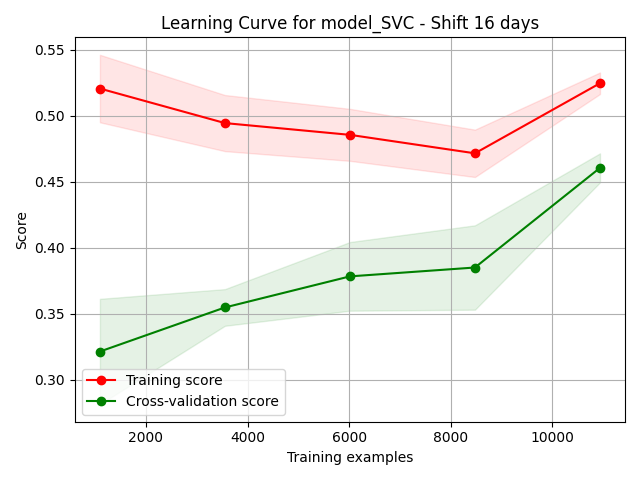 Learning Curve for model_SVC - Shift 16 days
0.55
0.50
0.45
0.40
0.35
0.30
Score
Training score
Cross-validation score
2000 4000 6000 8000 10000
Training examples